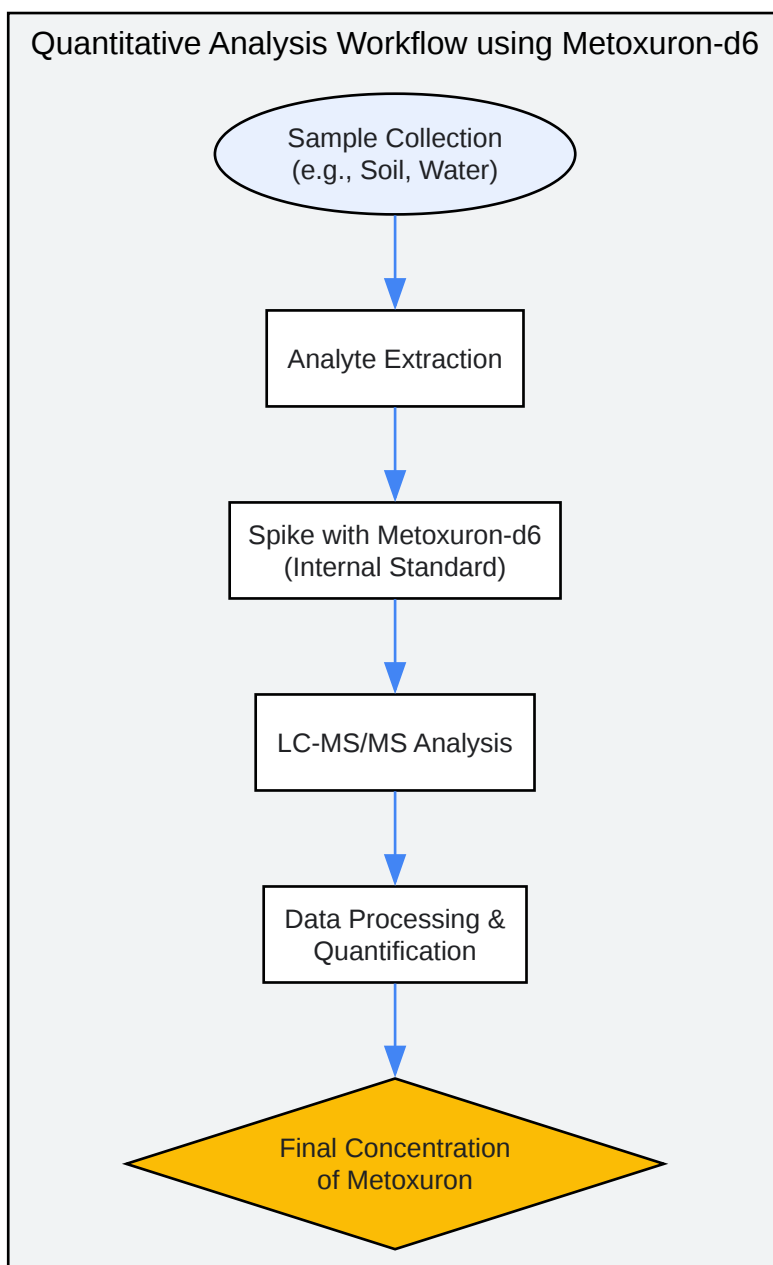 Quantitative Analysis Workflow using Metoxuron-d6
Sample Collection
(e.g., Soil, Water)
Analyte Extraction
Spike with Metoxuron-d6
(Internal Standard)
LC-MS/MS Analysis
Data Processing &
Quantification
Final Concentration
of Metoxuron